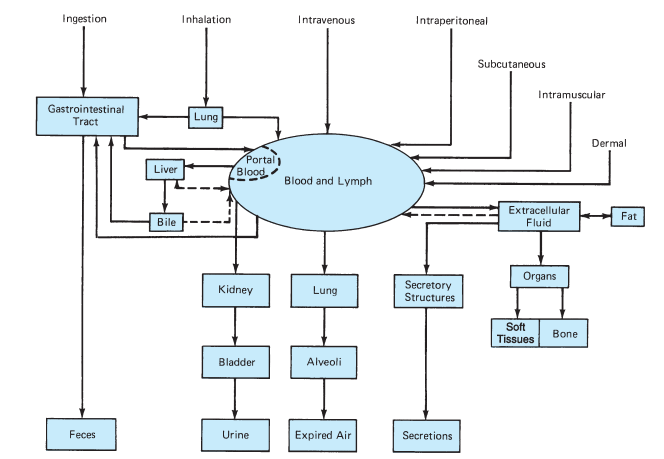 Ingestion
Inhalation
Intravenous
Intraperitoneal
Subcutaneous
Intramuscular
Dermal
Gastrointestinal
Tract
Lung
Portal
Blood
Liver
Blood and Lymph
Bile
Extracellular
Fluid
Fat
Kidney
Lung
Secretory
Structures
Organs
Soft
Tissues
Bone
Bladder
Alveoli
Feces
Urine
Expired Air
Secretions